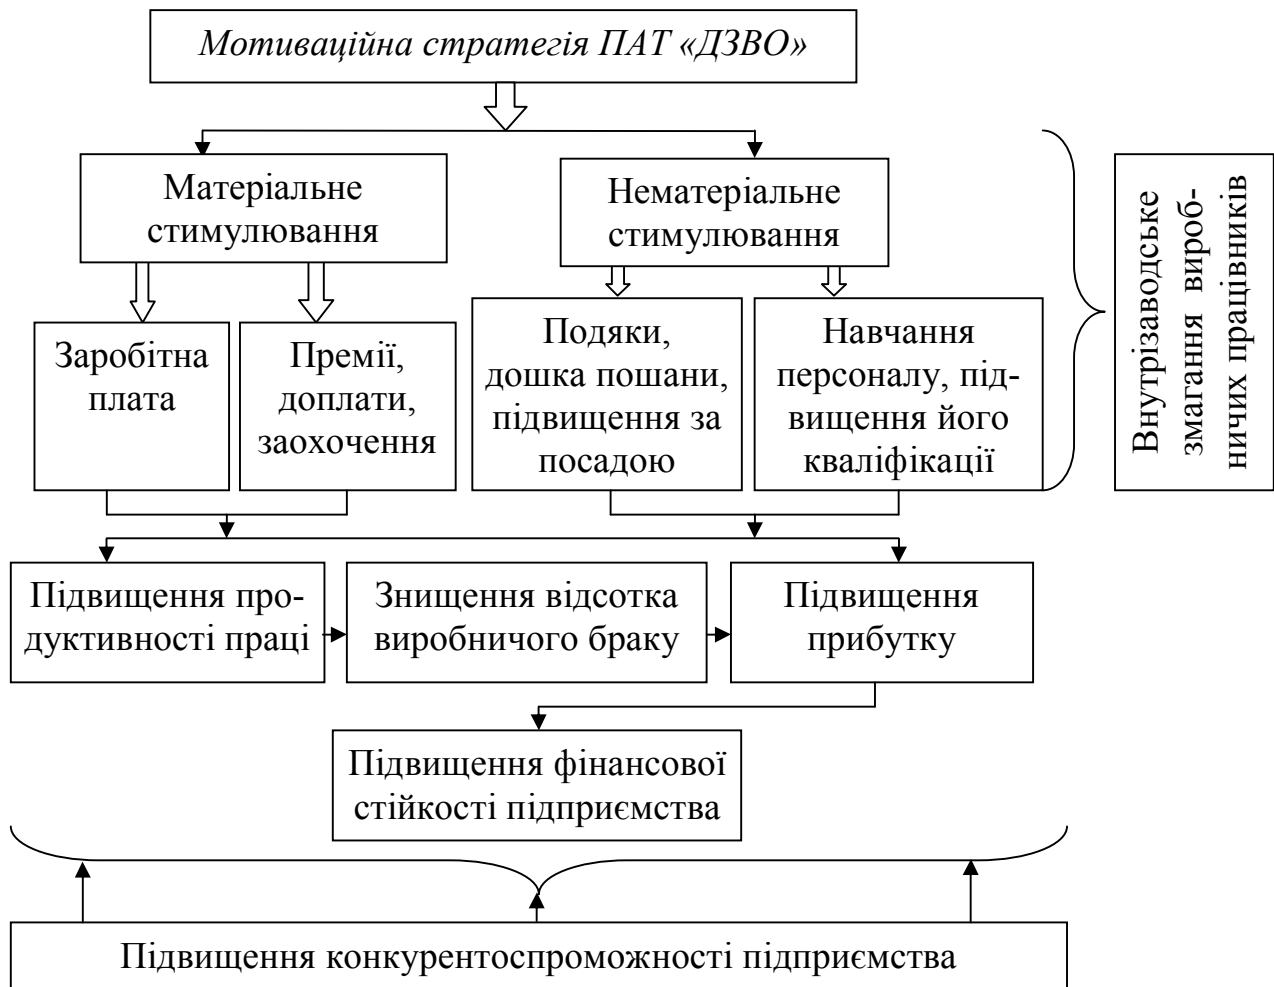 Мотиваційна стратегія ПАТ «ДЗВО»
Матеріальне
стимулювання
Нематеріальне
стимулювання
Внутрізаводське
змагання вироб-
ничих працівників
Заробітна
плата
Премії,
доплати,
заохочення
Подяки,
дошка пошани,
підвищення за
посадою
Навчання
персоналу, під-
вищення його
кваліфікації
Підвищення про-
дуктивності праці
Знищення відсотка
виробничого браку
Підвищення
прибутку
Підвищення фінансової
стійкості підприємства
Підвищення конкурентоспроможності підприємства